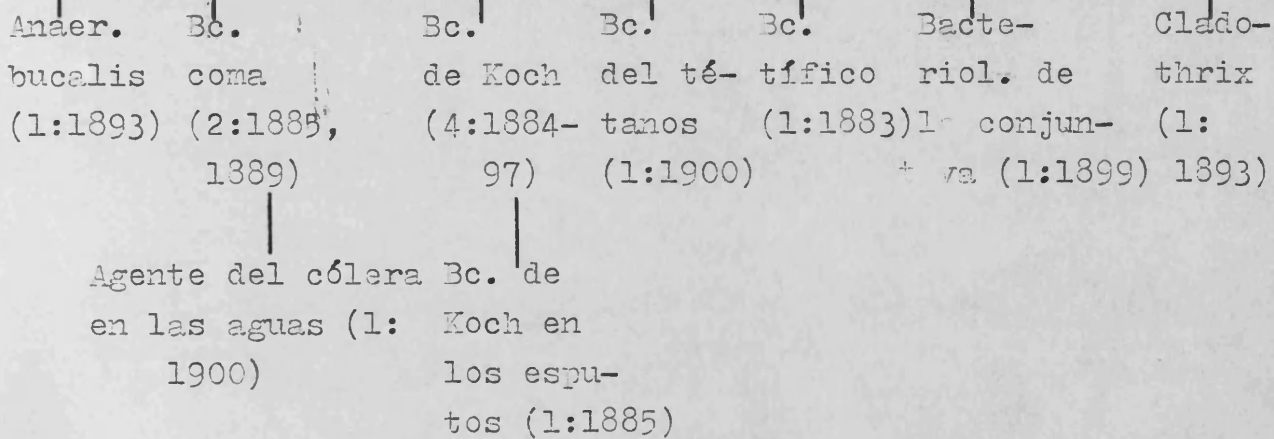 Anaer. Bc. Bc. Bc. Bc. Bacte- Clado-
bucalis coma de Koch del té- tífico riol. de thrix
(1:1893) (2:1885, (4:1884- tanos (1:1883) conjun- (1:
1889) 97) (1:1900) (1:1899) 1893)
Agente del cólera Bc. de
en las aguas (1: Koch en
1900) los espu-
tos (1:1885)